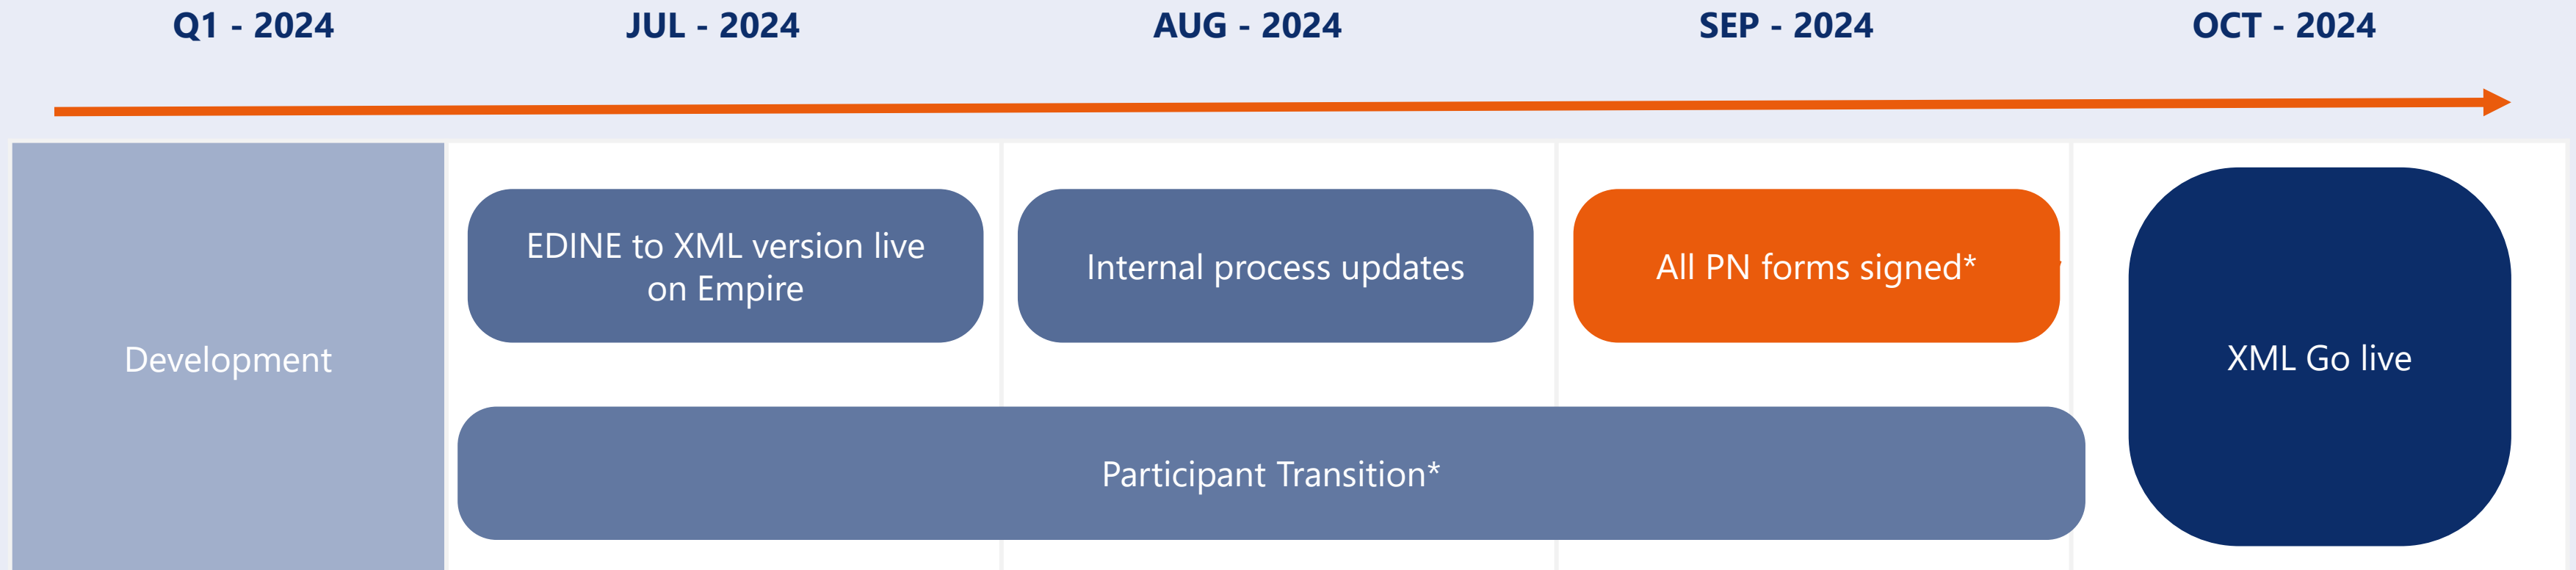 Q1 - 2024
JUL - 2024
AUG - 2024
SEP - 2024
OCT - 2024
Development
EDINE to XML version live
on Empire
Internal process updates
All PN forms signed*
XML Go live
Participant Transition*